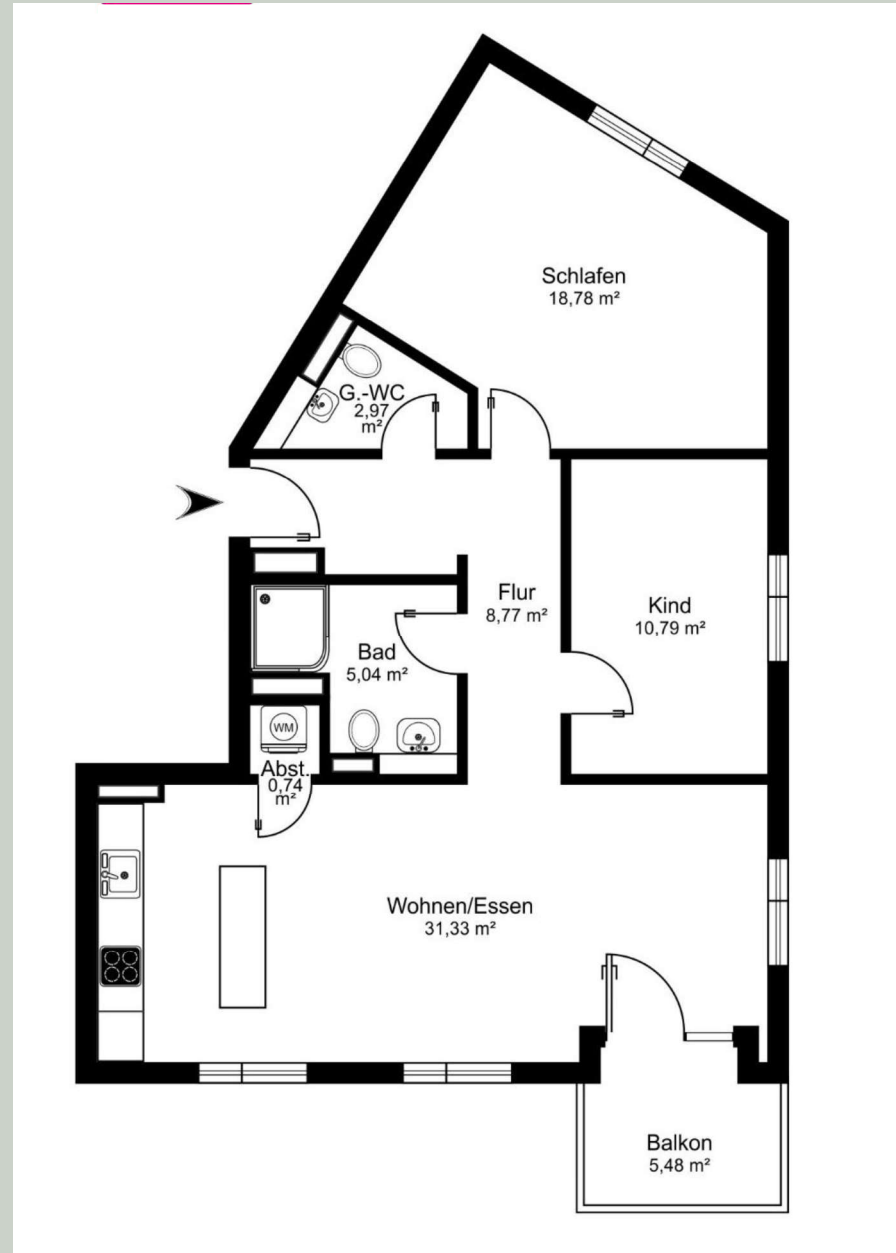 Schlafen
18,78 m²
G.-WC
2,97
m²
Flur
8,77 m²
Kind
10,79 m²
Bad
5,04 m²
WM
Abst.
0,74
m²
Wohnen/Essen
31,33 m²
Balkon
5,48 m²